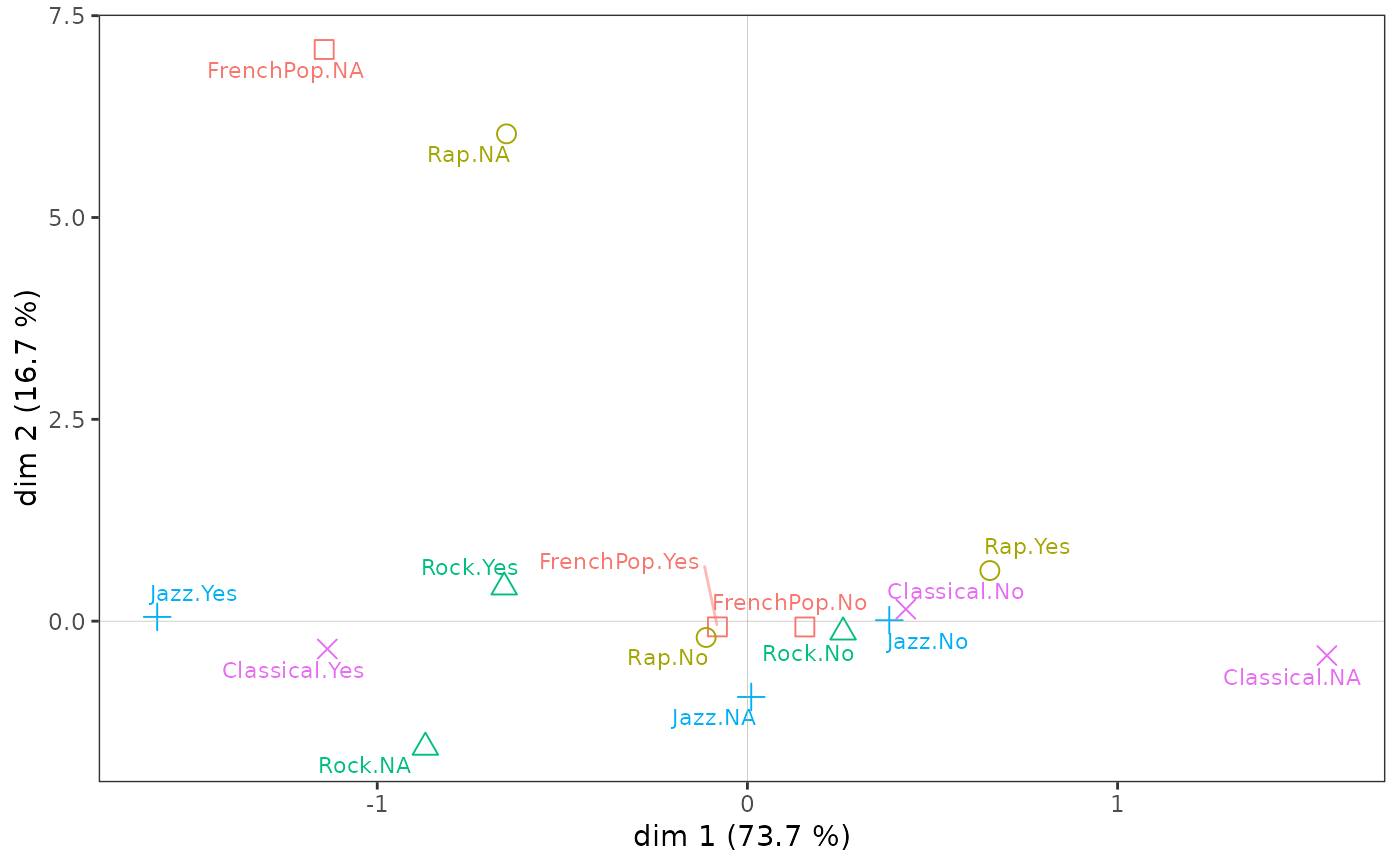 7.5
FrenchPop.NA
Rap.NA
5.0
2.5
dim 2 (16.7 %)
Rap.Yes
FrenchPop.Yes
Rock.Yes
Jazz.Yes
Classical.No
FrenchPop.No
0.0
Jazz.No
Rock.No
Rap.No
Classical.Yes
Classical.NA
Jazz.NA
Rock.NA
-1
0
1
dim 1 (73.7 %)